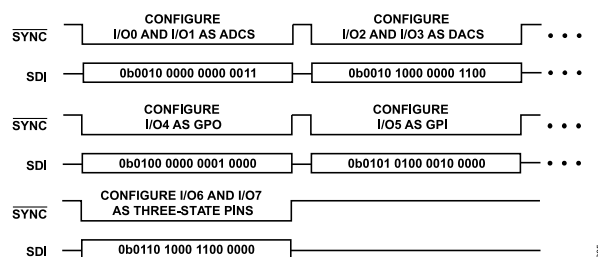 CONFIGURE
I/O0 AND I/O1 AS ADCS
CONFIGURE
I/O2 AND I/O3 AS DACS
SYNC
SDI
0b0010 0000 0000 0011
0b0010 1000 0000 1100
CONFIGURE
I/O4 AS GPO
CONFIGURE
I/O5 AS GPI
SYNC
SDI
0b0100 0000 0001 0000
0b0101 0100 0010 0000
CONFIGURE I/O6 AND I/O7
AS THREE-STATE PINS
SYNC
SDI
0b0110 1000 1100 0000